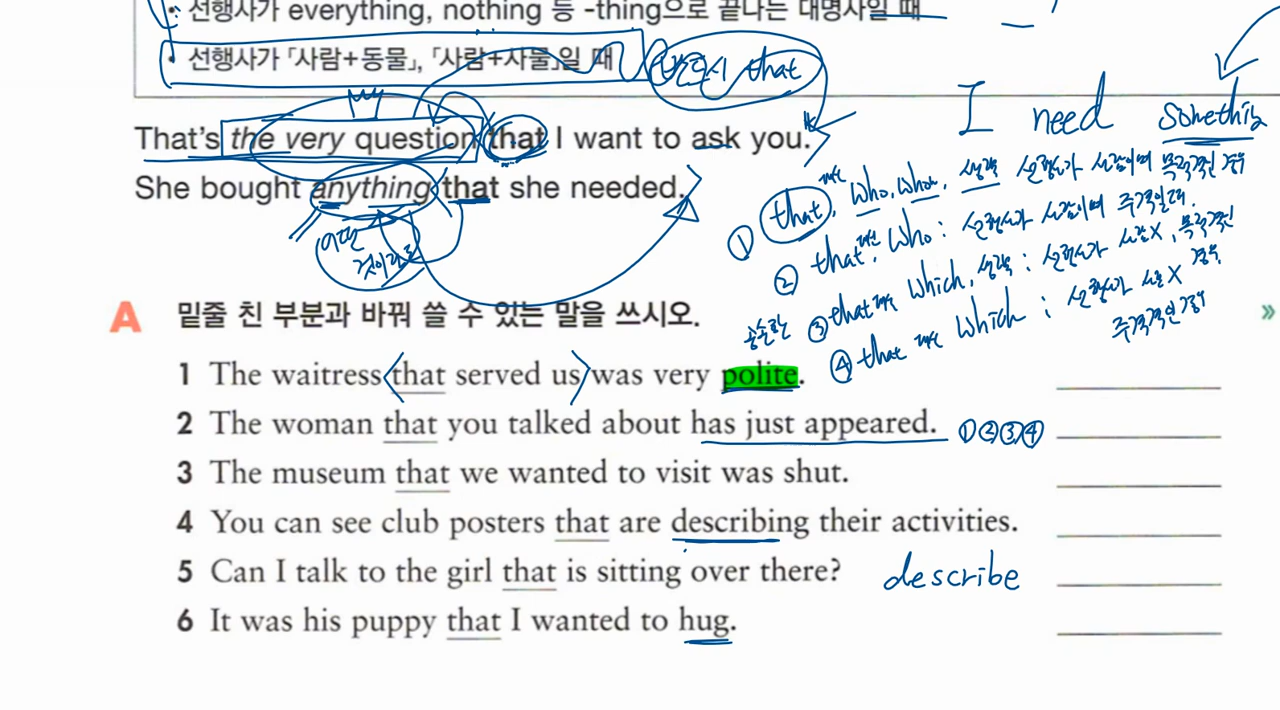 선행사가 everything, nothing 등 -thing으로 끝나는 대명사일 때
선행사가 「사람+동물」, 「사람+사물」일 때
반드시 that
That's the very question that I want to ask you.
She bought anything that she needed.
어떤
것이라도
I need somethig
① that, 대신 who, whom, 생략 선행사가 사람이며 목적격인 경우
② that 대신 who : 선행사가 사람이며 주격일 때.
③ that 대신 which, 생략 : 선행사가 사람X, 목적격인 경우
④ that 대신 which : 선행사가 사람X 주격인 경우
A 밑줄 친 부분과 바꿔 쓸 수 있는 말을 쓰시오.
1 The waitress that served us was very polite.
2 The woman that you talked about has just appeared. ①②③④
3 The museum that we wanted to visit was shut.
4 You can see club posters that are describing their activities.
5 Can I talk to the girl that is sitting over there? describe
6 It was his puppy that I wanted to hug.